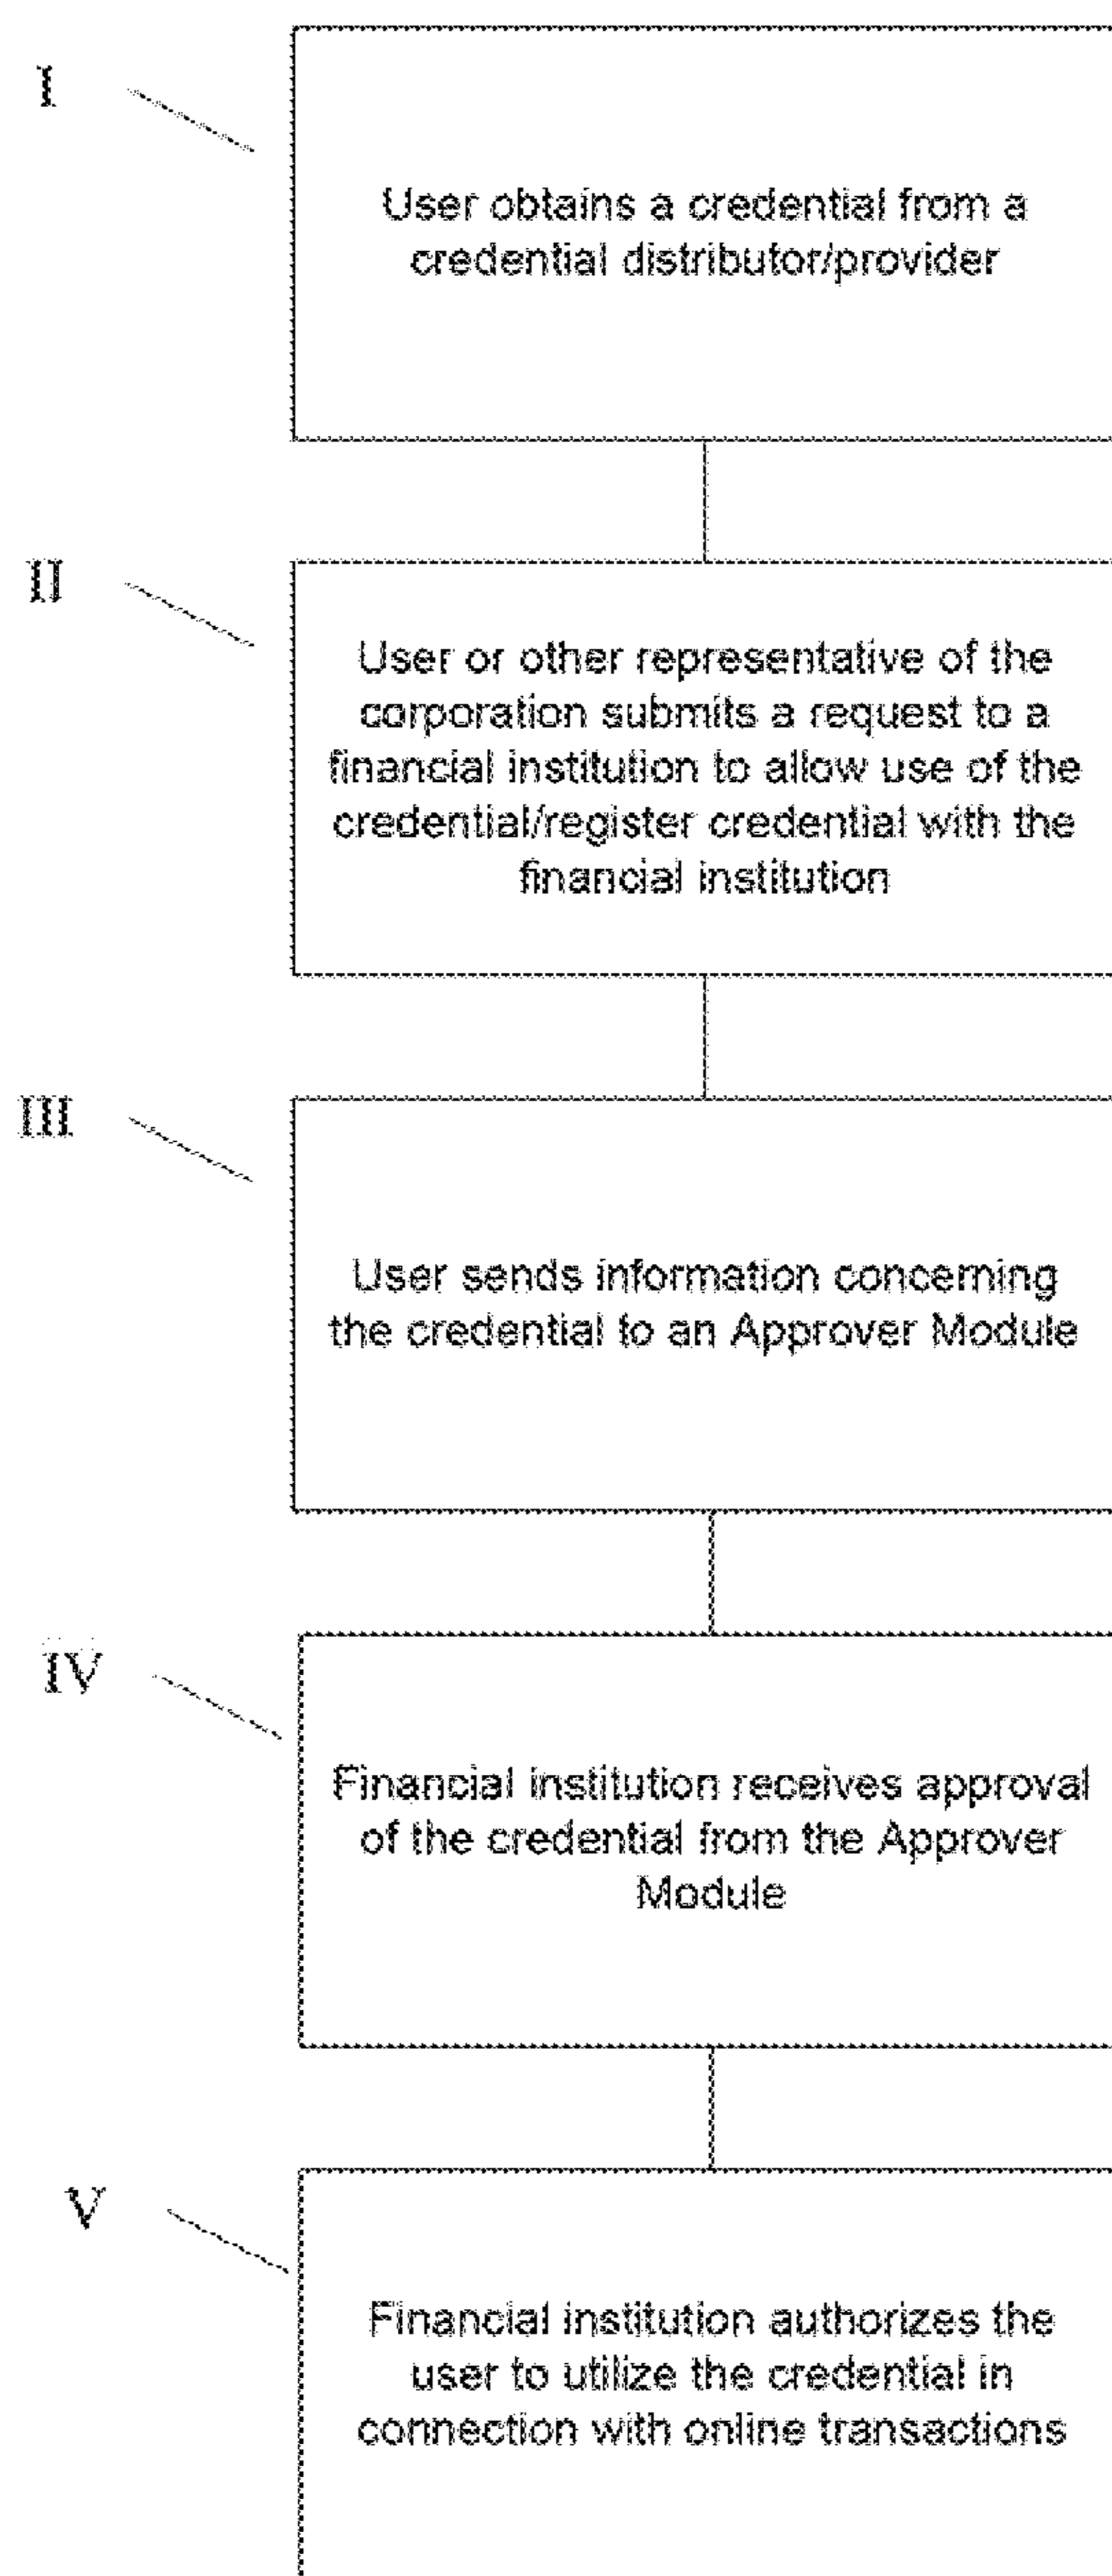 I
User obtains a credential from a
credential distributor/provider
II
User or other representative of the
corporation submits a request to a
financial institution to allow use of the
credential/register credential with the
financial institution
III
User sends information concerning
the credential to an Approver Module
IV
Financial institution receives approval
of the credential from the Approver
Module
V
Financial institution authorizes the
user to utilize the credential in
connection with online transactions